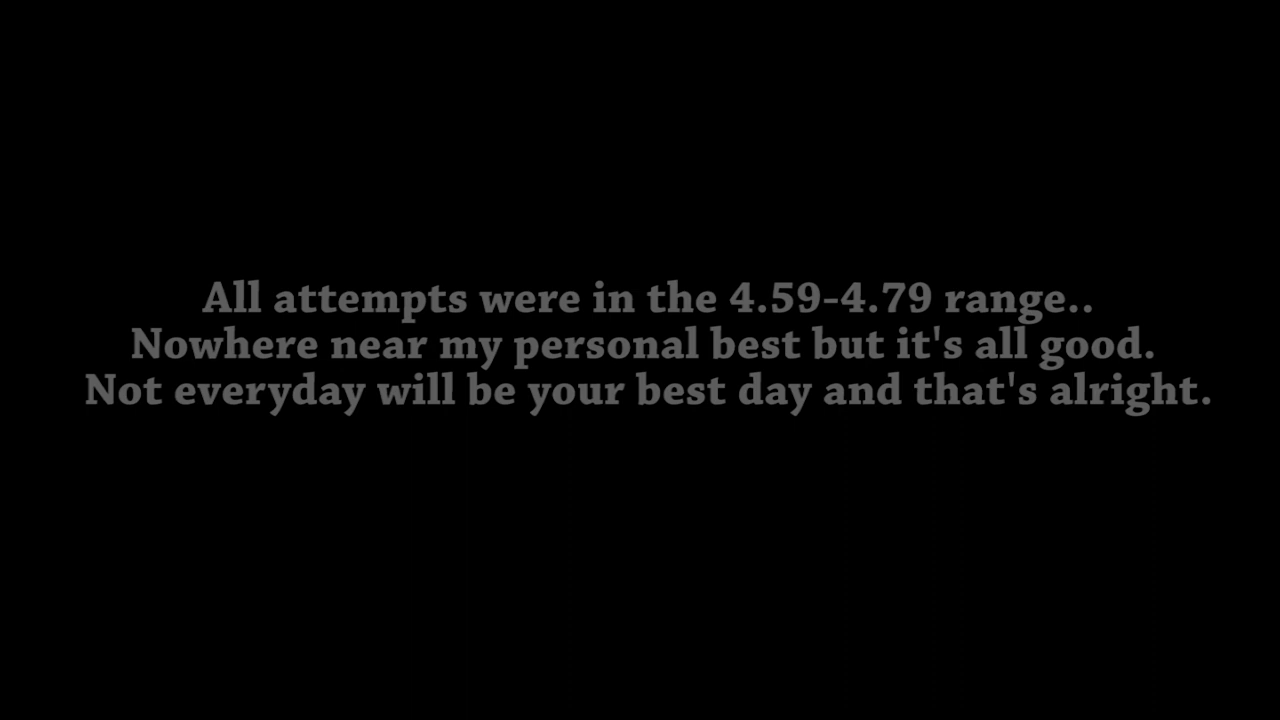 All attempts were in the 4.59-4.79 range..
Nowhere near my personal best but it's all good.
Not everyday will be your best day and that's alright.